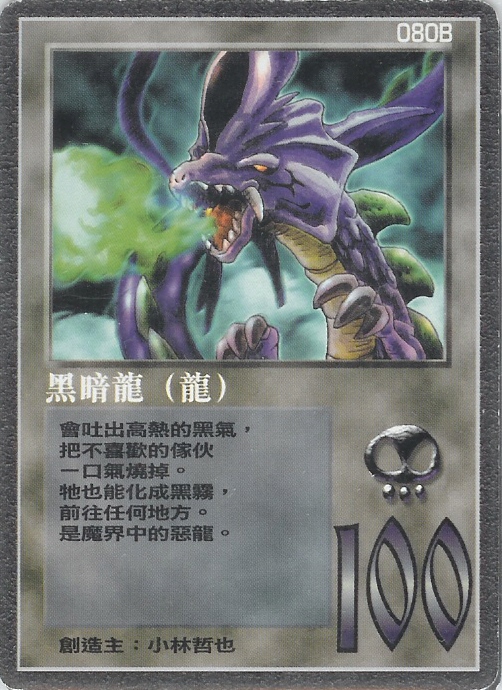 080B
黑暗龍（龍）
會吐出高熱的黑氣，
把不喜歡的傢伙
一口氣燒掉。
牠也能化成黑霧，
前往任何地方。
是魔界中的惡龍。
100
創造主：小林哲也